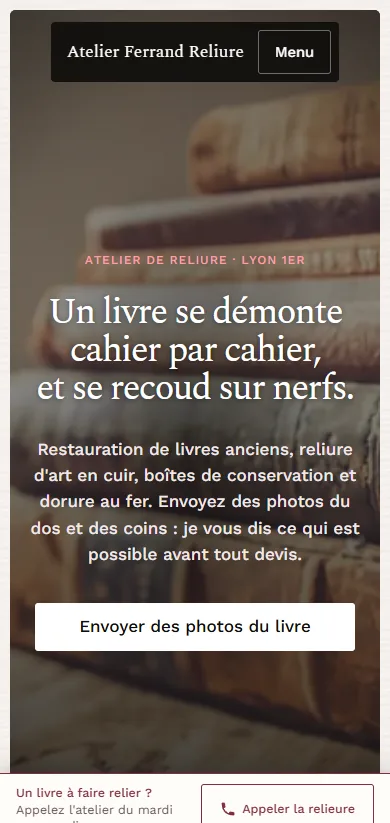 Atelier Ferrand Reliure
Menu
ATELIER DE RELIURE · LYON 1ER
Un livre se démonte
cahier par cahier,
et se recoud sur nerfs.
Restauration de livres anciens, reliure
d'art en cuir, boîtes de conservation et
dorure au fer. Envoyez des photos du
dos et des coins : je vous dis ce qui est
possible avant tout devis.
Envoyer des photos du livre
Un livre à faire relier ?
Appelez l'atelier du mardi
Appeler la relieure